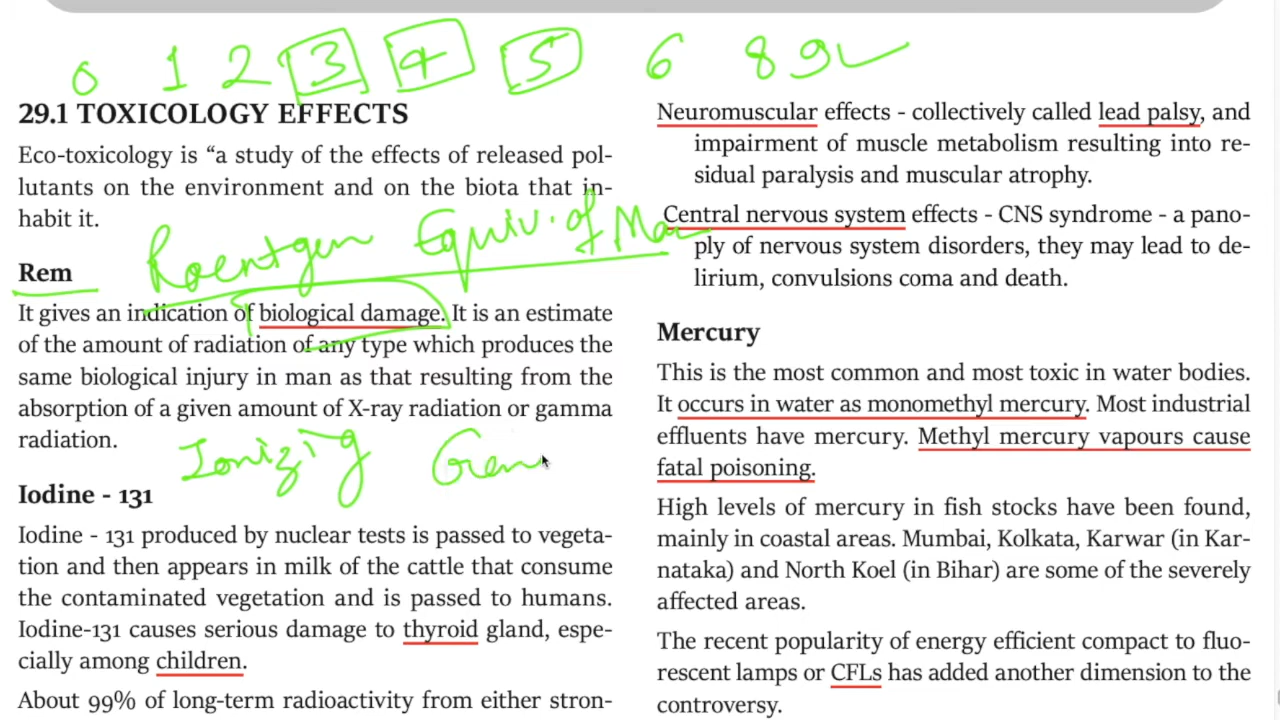 0 1 2 3 4 5 6 8 9
29.1 TOXICOLOGY EFFECTS
Eco-toxicology is “a study of the effects of released pol-
lutants on the environment and on the biota that in-
habit it.
Roentgen Equiv. of Man
Rem
It gives an indication of biological damage. It is an estimate
of the amount of radiation of any type which produces the
same biological injury in man as that resulting from the
absorption of a given amount of X-ray radiation or gamma
radiation.
Ionizing
Iodine - 131
Iodine - 131 produced by nuclear tests is passed to vegeta-
tion and then appears in milk of the cattle that consume
the contaminated vegetation and is passed to humans.
Iodine-131 causes serious damage to thyroid gland, espe-
cially among children.
About 99% of long-term radioactivity from either stron-
Neuromuscular effects - collectively called lead palsy, and
impairment of muscle metabolism resulting into re-
sidual paralysis and muscular atrophy.
Central nervous system effects - CNS syndrome - a pano-
ply of nervous system disorders, they may lead to de-
lirium, convulsions coma and death.
Mercury
This is the most common and most toxic in water bodies.
It occurs in water as monomethyl mercury. Most industrial
effluents have mercury. Methyl mercury vapours cause
fatal poisoning.
High levels of mercury in fish stocks have been found,
mainly in coastal areas. Mumbai, Kolkata, Karwar (in Kar-
nataka) and North Koel (in Bihar) are some of the severely
affected areas.
The recent popularity of energy efficient compact to fluo-
rescent lamps or CFLs has added another dimension to the
controversy.